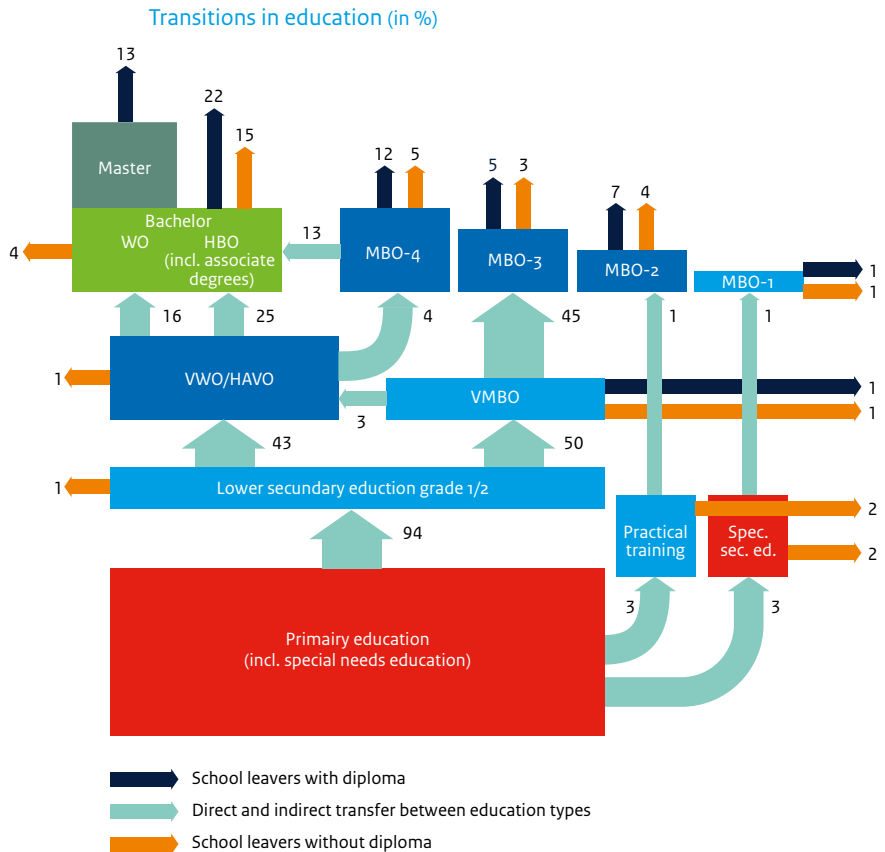 Transitions in education (in %)
13
22
15
12
5
5
3
7
4
Master
Bachelor
WO
HBO
(incl. associate
degrees)
4
13
MBO-4
MBO-3
MBO-2
MBO-1
1
1
16
25
4
45
1
1
1
VWO/HAVO
3
VMBO
1
1
43
50
1
Lower secondary eduction grade 1/2
94
Practical
training
Spec.
sec. ed.
2
2
3
3
Primairy education
(incl. special needs education)
School leavers with diploma
Direct and indirect transfer between education types
School leavers without diploma